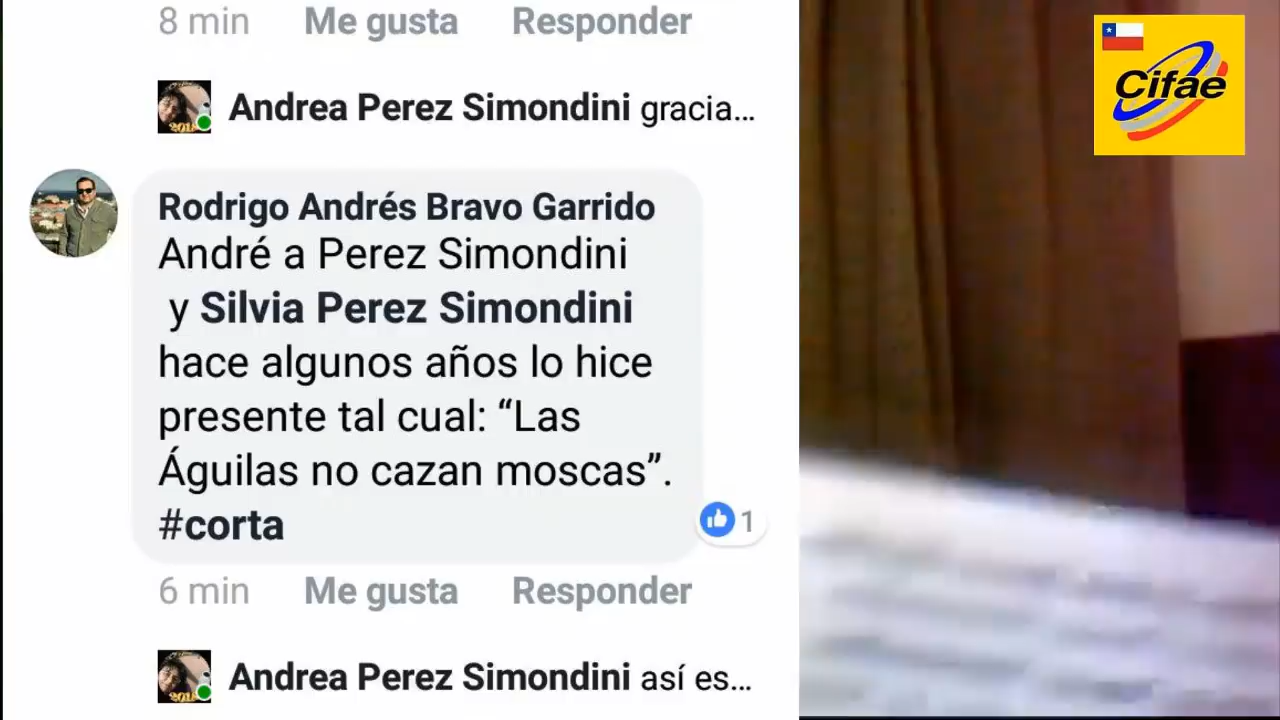 8 min Me gusta Responder
Andrea Perez Simondini gracia...
Rodrigo Andrés Bravo Garrido
André a Perez Simondini
y Silvia Perez Simondini
hace algunos años lo hice
presente tal cual: “Las
Águilas no cazan moscas”.
#corta
1
6 min Me gusta Responder
Andrea Perez Simondini así es...
Cifae